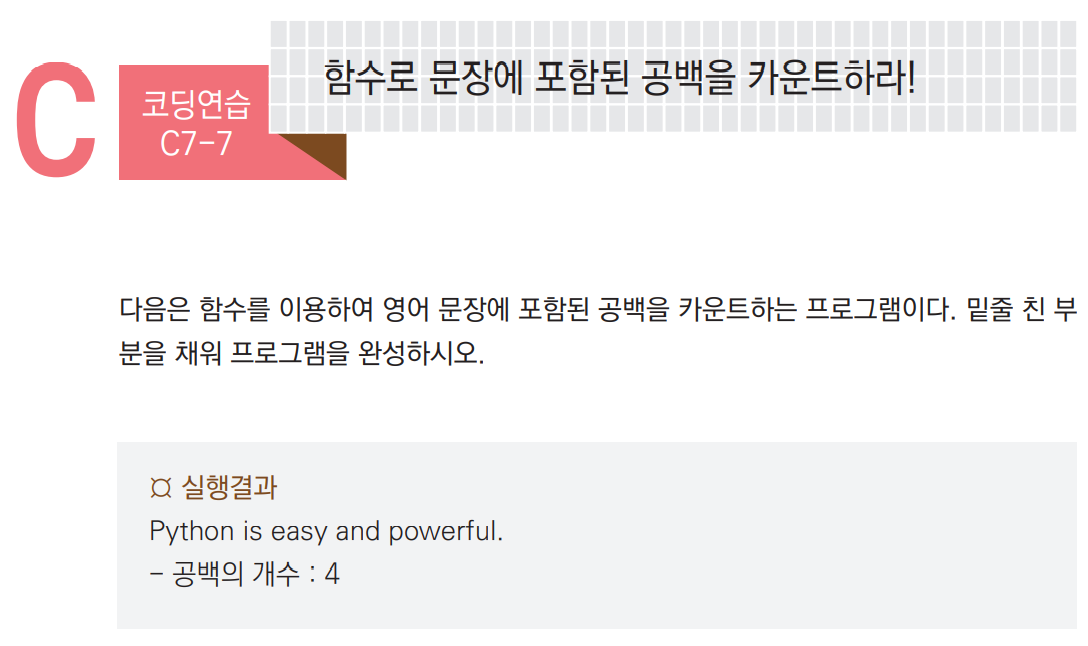 C
코딩연습
C7-7
함수로 문장에 포함된 공백을 카운트하라!
다음은 함수를 이용하여 영어 문장에 포함된 공백을 카운트하는 프로그램이다. 밑줄 친 부
분을 채워 프로그램을 완성하시오.
¤ 실행결과
Python is easy and powerful.
- 공백의 개수 : 4